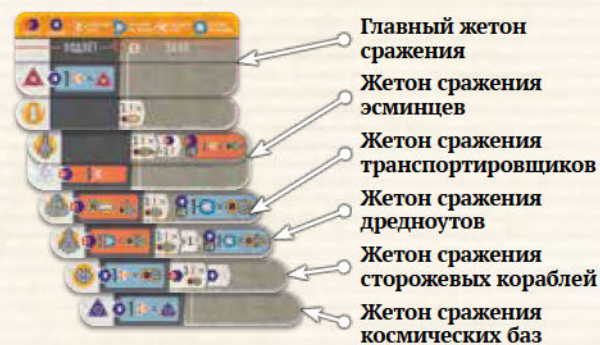 Главный жетон
сражения
Жетон сражения
эсминцев
Жетон сражения
транспортировщиков
Жетон сражения
дредноутов
Жетон сражения
сторожевых кораблей
Жетон сражения
космических баз